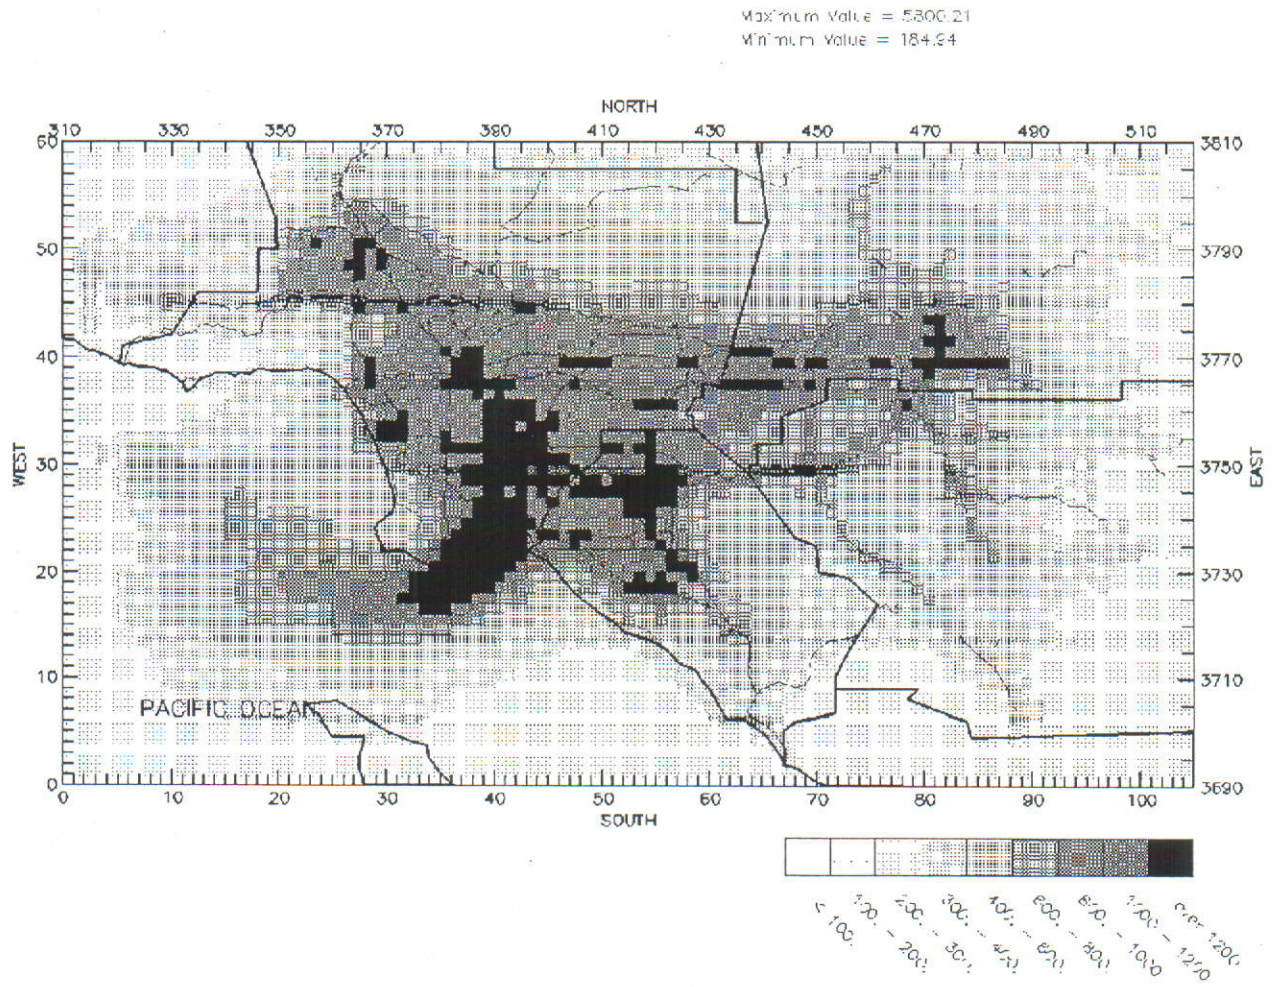 Maximum Value = 5800.21
Minimum Value = 184.94
NORTH
310 330 350 370 390 410 430 450 470 490 510
60 3810
50 3790
40 3770
WEST
30 3750
EAST
20 3730
10 3710
PACIFIC OCEAN
0 3690
0 10 20 30 40 50 60 70 80 90 100
SOUTH
< 100.
100. - 200.
200. - 300.
300. - 400.
400. - 600.
600. - 800.
800. - 1000
1000 - 1200
over 1200